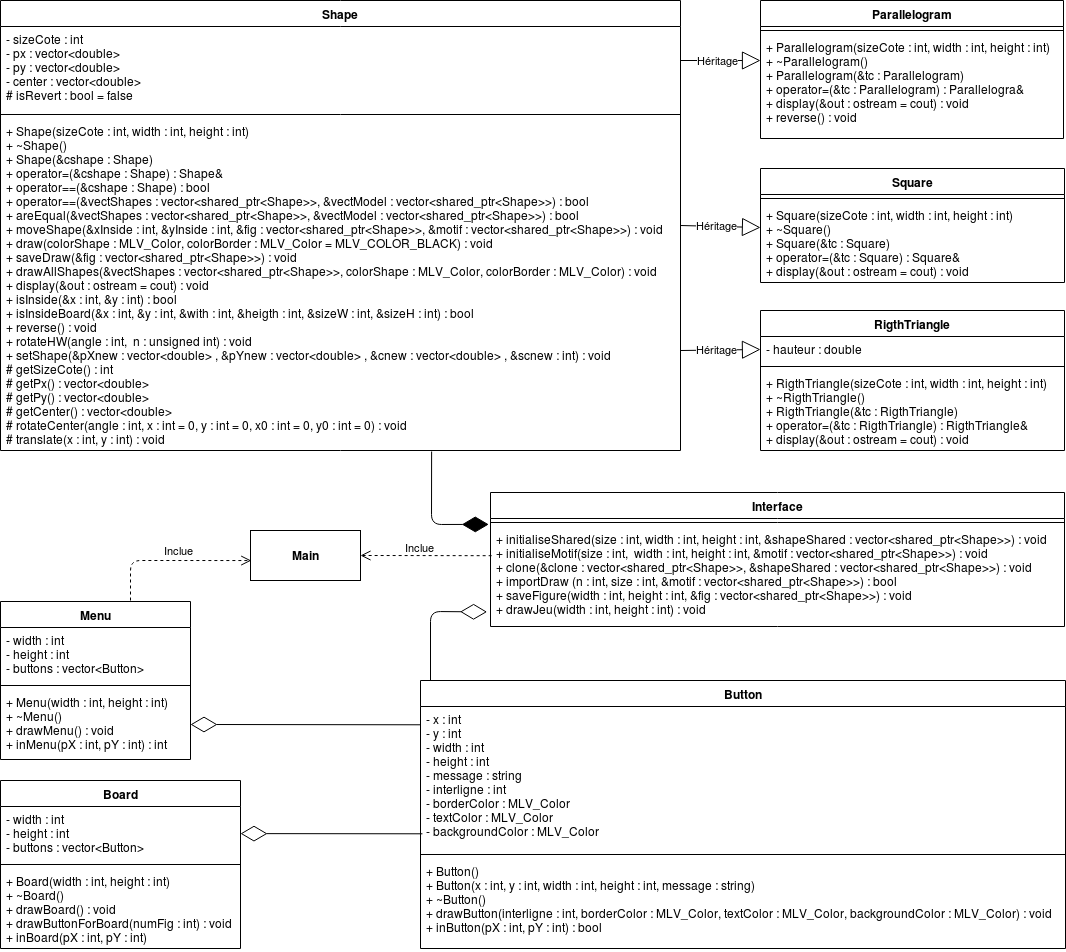 Shape
- sizeCote : int
- px : vector<double>
- py : vector<double>
- center : vector<double>
# isRevert : bool = false
+ Shape(sizeCote : int, width : int, height : int)
+ ~Shape()
+ Shape(&cshape : Shape)
+ operator=(&cshape : Shape) : Shape&
+ operator==(&cshape : Shape) : bool
+ operator==(&vectShapes : vector<shared_ptr<Shape>>, &vectModel : vector<shared_ptr<Shape>>) : bool
+ areEqual(&vectShapes : vector<shared_ptr<Shape>>, &vectModel : vector<shared_ptr<Shape>>) : bool
+ moveShape(&xInside : int, &yInside : int, &fig : vector<shared_ptr<Shape>>, &motif : vector<shared_ptr<Shape>>) : void
+ draw(colorShape : MLV_Color, colorBorder : MLV_Color = MLV_COLOR_BLACK) : void
+ saveDraw(&fig : vector<shared_ptr<Shape>>) : void
+ drawAllShapes(&vectShapes : vector<shared_ptr<Shape>>, colorShape : MLV_Color, colorBorder : MLV_Color) : void
+ display(&out : ostream = cout) : void
+ isInside(&x : int, &y : int) : bool
+ isInsideBoard(&x : int, &y : int, &with : int, &heigth : int, &sizeW : int, &sizeH : int) : bool
+ reverse() : void
+ rotateHW(angle : int,  n : unsigned int) : void
+ setShape(&pXnew : vector<double> , &pYnew : vector<double> , &cnew : vector<double> , &scnew : int) : void
# getSizeCote() : int
# getPx() : vector<double>
# getPy() : vector<double>
# getCenter() : vector<double>
# rotateCenter(angle : int, x : int = 0, y : int = 0, x0 : int = 0, y0 : int = 0) : void
# translate(x : int, y : int) : void
Héritage
Parallelogram
+ Parallelogram(sizeCote : int, width : int, height : int)
+ ~Parallelogram()
+ Parallelogram(&tc : Parallelogram)
+ operator=(&tc : Parallelogram) : Parallelogra&
+ display(&out : ostream = cout) : void
+ reverse() : void
Héritage
Square
+ Square(sizeCote : int, width : int, height : int)
+ ~Square()
+ Square(&tc : Square)
+ operator=(&tc : Square) : Square&
+ display(&out : ostream = cout) : void
Héritage
RigthTriangle
- hauteur : double
+ RigthTriangle(sizeCote : int, width : int, height : int)
+ ~RigthTriangle()
+ RigthTriangle(&tc : RigthTriangle)
+ operator=(&tc : RigthTriangle) : RigthTriangle&
+ display(&out : ostream = cout) : void
Interface
+ initialiseShared(size : int, width : int, height : int, &shapeShared : vector<shared_ptr<Shape>>) : void
+ initialiseMotif(size : int,  width : int, height : int, &motif : vector<shared_ptr<Shape>>) : void
+ clone(&clone : vector<shared_ptr<Shape>>, &shapeShared : vector<shared_ptr<Shape>>) : void
+ importDraw (n : int, size : int, &motif : vector<shared_ptr<Shape>>) : bool
+ saveFigure(width : int, height : int, &fig : vector<shared_ptr<Shape>>) : void
+ drawJeu(width : int, height : int) : void
Inclue
Main
Inclue
Menu
- width : int
- height : int
- buttons : vector<Button>
+ Menu(width : int, height : int)
+ ~Menu()
+ drawMenu() : void
+ inMenu(pX : int, pY : int) : int
Board
- width : int
- height : int
- buttons : vector<Button>
+ Board(width : int, height : int)
+ ~Board()
+ drawBoard() : void
+ drawButtonForBoard(numFig : int) : void
+ inBoard(pX : int, pY : int)
Button
- x : int
- y : int
- width : int
- height : int
- message : string
- interligne : int
- borderColor : MLV_Color
- textColor : MLV_Color
- backgroundColor : MLV_Color
+ Button()
+ Button(x : int, y : int, width : int, height : int, message : string)
+ ~Button()
+ drawButton(interligne : int, borderColor : MLV_Color, textColor : MLV_Color, backgroundColor : MLV_Color) : void
+ inButton(pX : int, pY : int) : bool